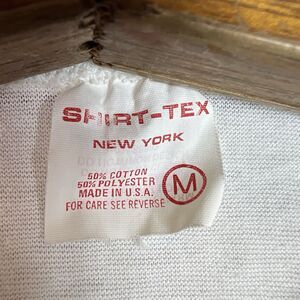 SHIRT-TEX
NEW YORK
50% COTTON
50% POLYESTER
MADE IN U.S.A.
FOR CARE SEE REVERSE
M